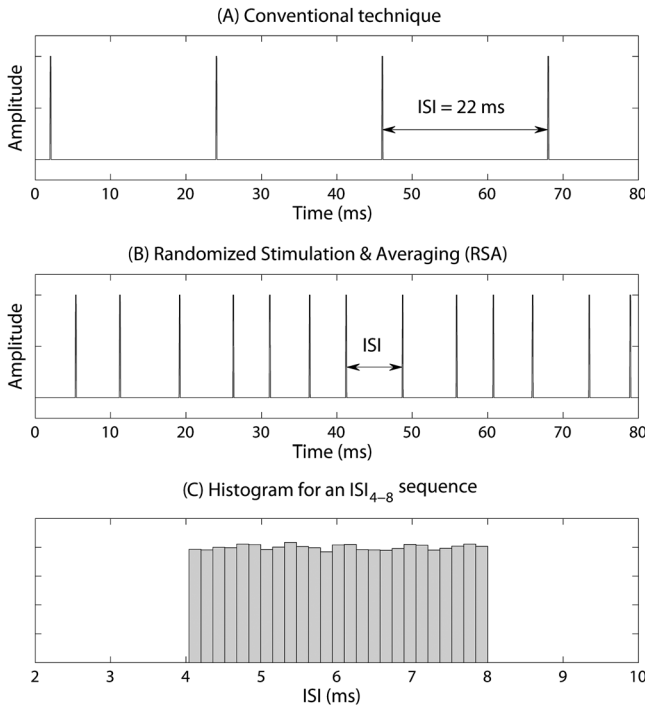 (A) Conventional technique
Amplitude
ISI = 22 ms
0 10 20 30 40 50 60 70 80
Time (ms)
(B) Randomized Stimulation & Averaging (RSA)
Amplitude
ISI
0 10 20 30 40 50 60 70 80
Time (ms)
(C) Histogram for an ISI4–8 sequence
2 3 4 5 6 7 8 9 10
ISI (ms)